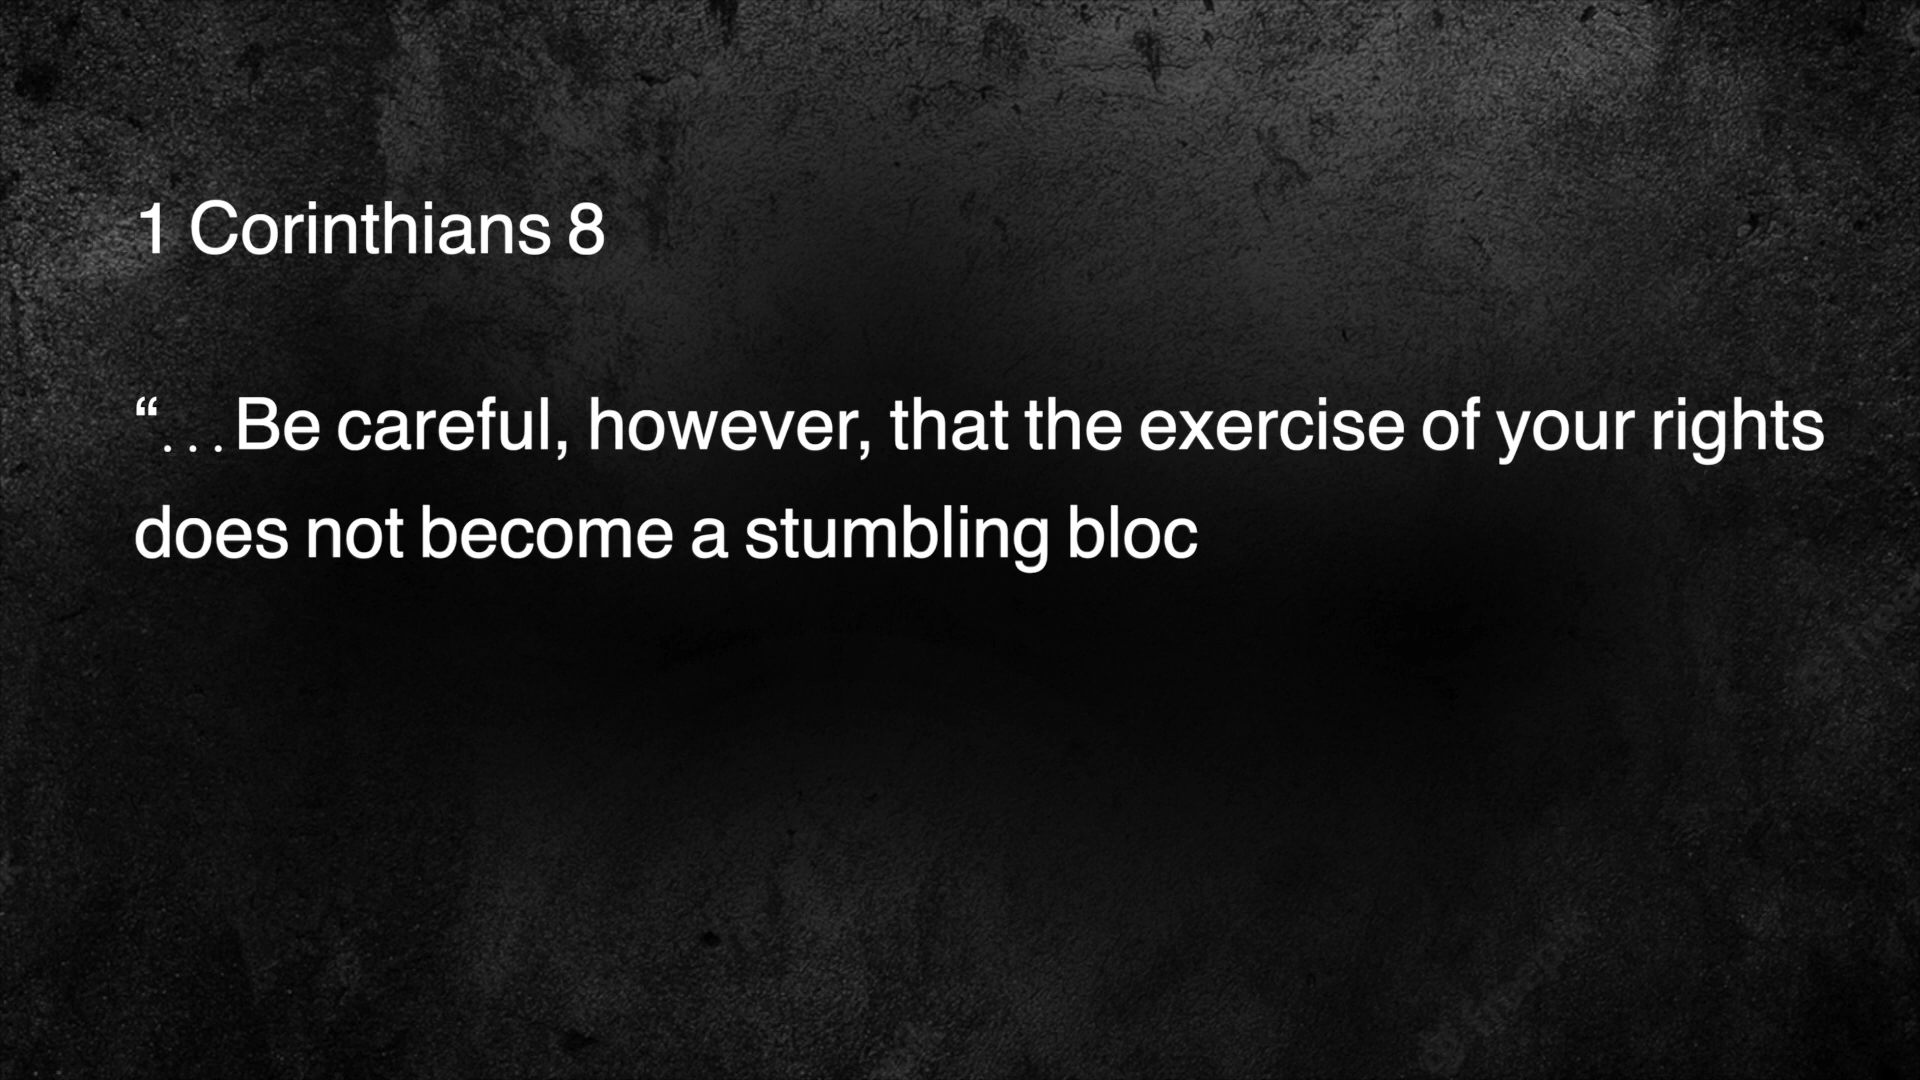 1 Corinthians 8
“…Be careful, however, that the exercise of your rights
does not become a stumbling bloc